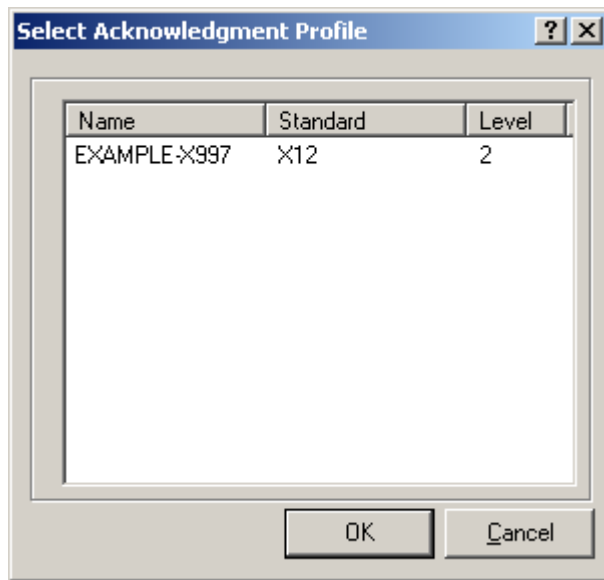 Select Acknowledgment Profile ? X
Name Standard Level
EXAMPLE-X997 X12 2
OK Cancel